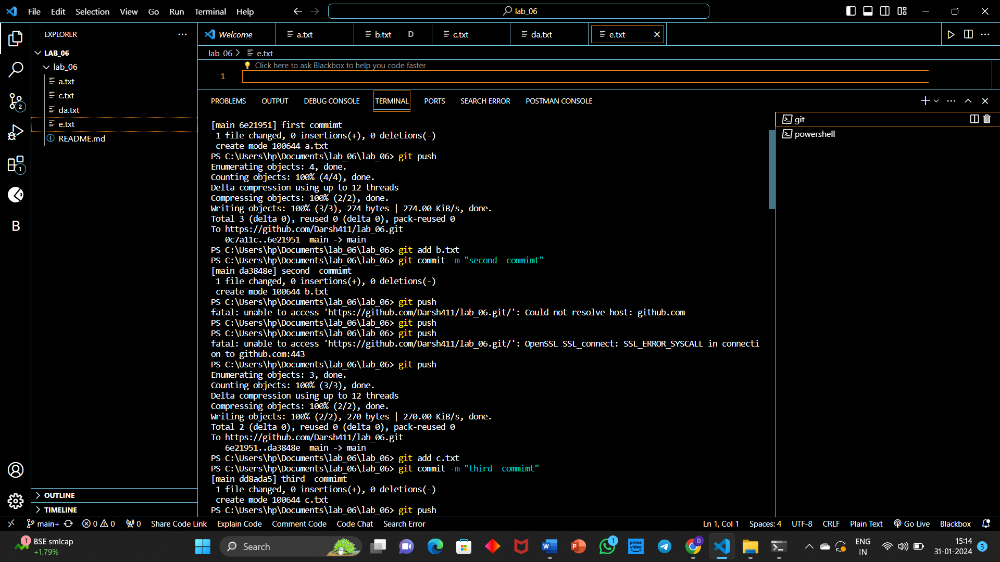 File Edit Selection View Go Run Terminal Help
lab_06
EXPLORER
LAB_06
lab_06
a.txt
c.txt
da.txt
e.txt
README.md
OUTLINE
TIMELINE
Welcome
a.txt
b.txt D
c.txt
da.txt
e.txt
lab_06 > e.txt
Click here to ask Blackbox to help you code faster
1
PROBLEMS OUTPUT DEBUG CONSOLE TERMINAL PORTS SEARCH ERROR POSTMAN CONSOLE
[main 6e21951] first commimt
1 file changed, 0 insertions(+), 0 deletions(-)
create mode 100644 a.txt
PS C:\Users\hp\Documents\lab_06\lab_06> git push
Enumerating objects: 4, done.
Counting objects: 100% (4/4), done.
Delta compression using up to 12 threads
Compressing objects: 100% (2/2), done.
Writing objects: 100% (3/3), 274 bytes | 274.00 KiB/s, done.
Total 3 (delta 0), reused 0 (delta 0), pack-reused 0
To https://github.com/Darsh411/lab_06.git
0c7a11c..6e21951  main -> main
PS C:\Users\hp\Documents\lab_06\lab_06> git add b.txt
PS C:\Users\hp\Documents\lab_06\lab_06> git commit -m "second  commimt"
[main da3848e] second  commimt
1 file changed, 0 insertions(+), 0 deletions(-)
create mode 100644 b.txt
PS C:\Users\hp\Documents\lab_06\lab_06> git push
fatal: unable to access 'https://github.com/Darsh411/lab_06.git/': Could not resolve host: github.com
PS C:\Users\hp\Documents\lab_06\lab_06> git push
PS C:\Users\hp\Documents\lab_06\lab_06> git push
fatal: unable to access 'https://github.com/Darsh411/lab_06.git/': OpenSSL SSL_connect: SSL_ERROR_SYSCALL in connecti
on to github.com:443
PS C:\Users\hp\Documents\lab_06\lab_06> git push
Enumerating objects: 3, done.
Counting objects: 100% (3/3), done.
Delta compression using up to 12 threads
Compressing objects: 100% (2/2), done.
Writing objects: 100% (2/2), 270 bytes | 270.00 KiB/s, done.
Total 2 (delta 0), reused 0 (delta 0), pack-reused 0
To https://github.com/Darsh411/lab_06.git
6e21951..da3848e  main -> main
PS C:\Users\hp\Documents\lab_06\lab_06> git add c.txt
PS C:\Users\hp\Documents\lab_06\lab_06> git commit -m "third  commimt"
[main dd8ada5] third  commimt
1 file changed, 0 insertions(+), 0 deletions(-)
create mode 100644 c.txt
PS C:\Users\hp\Documents\lab_06\lab_06> git push
git
powershell
2
1
B
main+ 0 0 0 Share Code Link Explain Code Comment Code Code Chat Search Error
Ln 1, Col 1 Spaces: 4 UTF-8 CRLF Plain Text Go Live Blackbox
1
BSE smlcap
+1.79%
Search
W
P
1
prime video
D
ENG
IN
15:14
31-01-2024
3